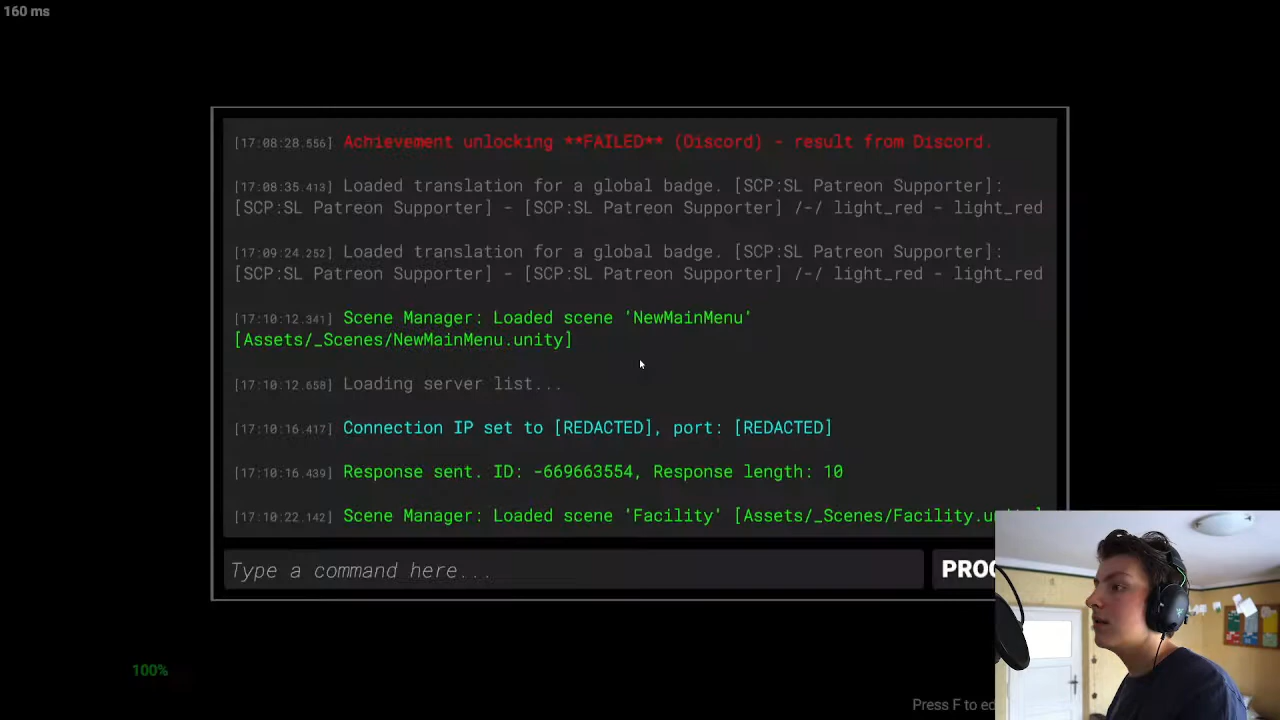 160 ms
[17:08:28.556] Achievement unlocking **FAILED** (Discord) - result from Discord.
[17:08:35.413] Loaded translation for a global badge. [SCP:SL Patreon Supporter]:
[SCP:SL Patreon Supporter] - [SCP:SL Patreon Supporter] /-/ light_red - light_red
[17:09:24.252] Loaded translation for a global badge. [SCP:SL Patreon Supporter]:
[SCP:SL Patreon Supporter] - [SCP:SL Patreon Supporter] /-/ light_red - light_red
[17:10:12.341] Scene Manager: Loaded scene 'NewMainMenu'
[Assets/_Scenes/NewMainMenu.unity]
[17:10:12.658] Loading server list...
[17:10:16.417] Connection IP set to [REDACTED], port: [REDACTED]
[17:10:16.439] Response sent. ID: -669663554, Response length: 10
[17:10:22.142] Scene Manager: Loaded scene 'Facility' [Assets/_Scenes/Facility.
Type a command here...
100%
Press F to